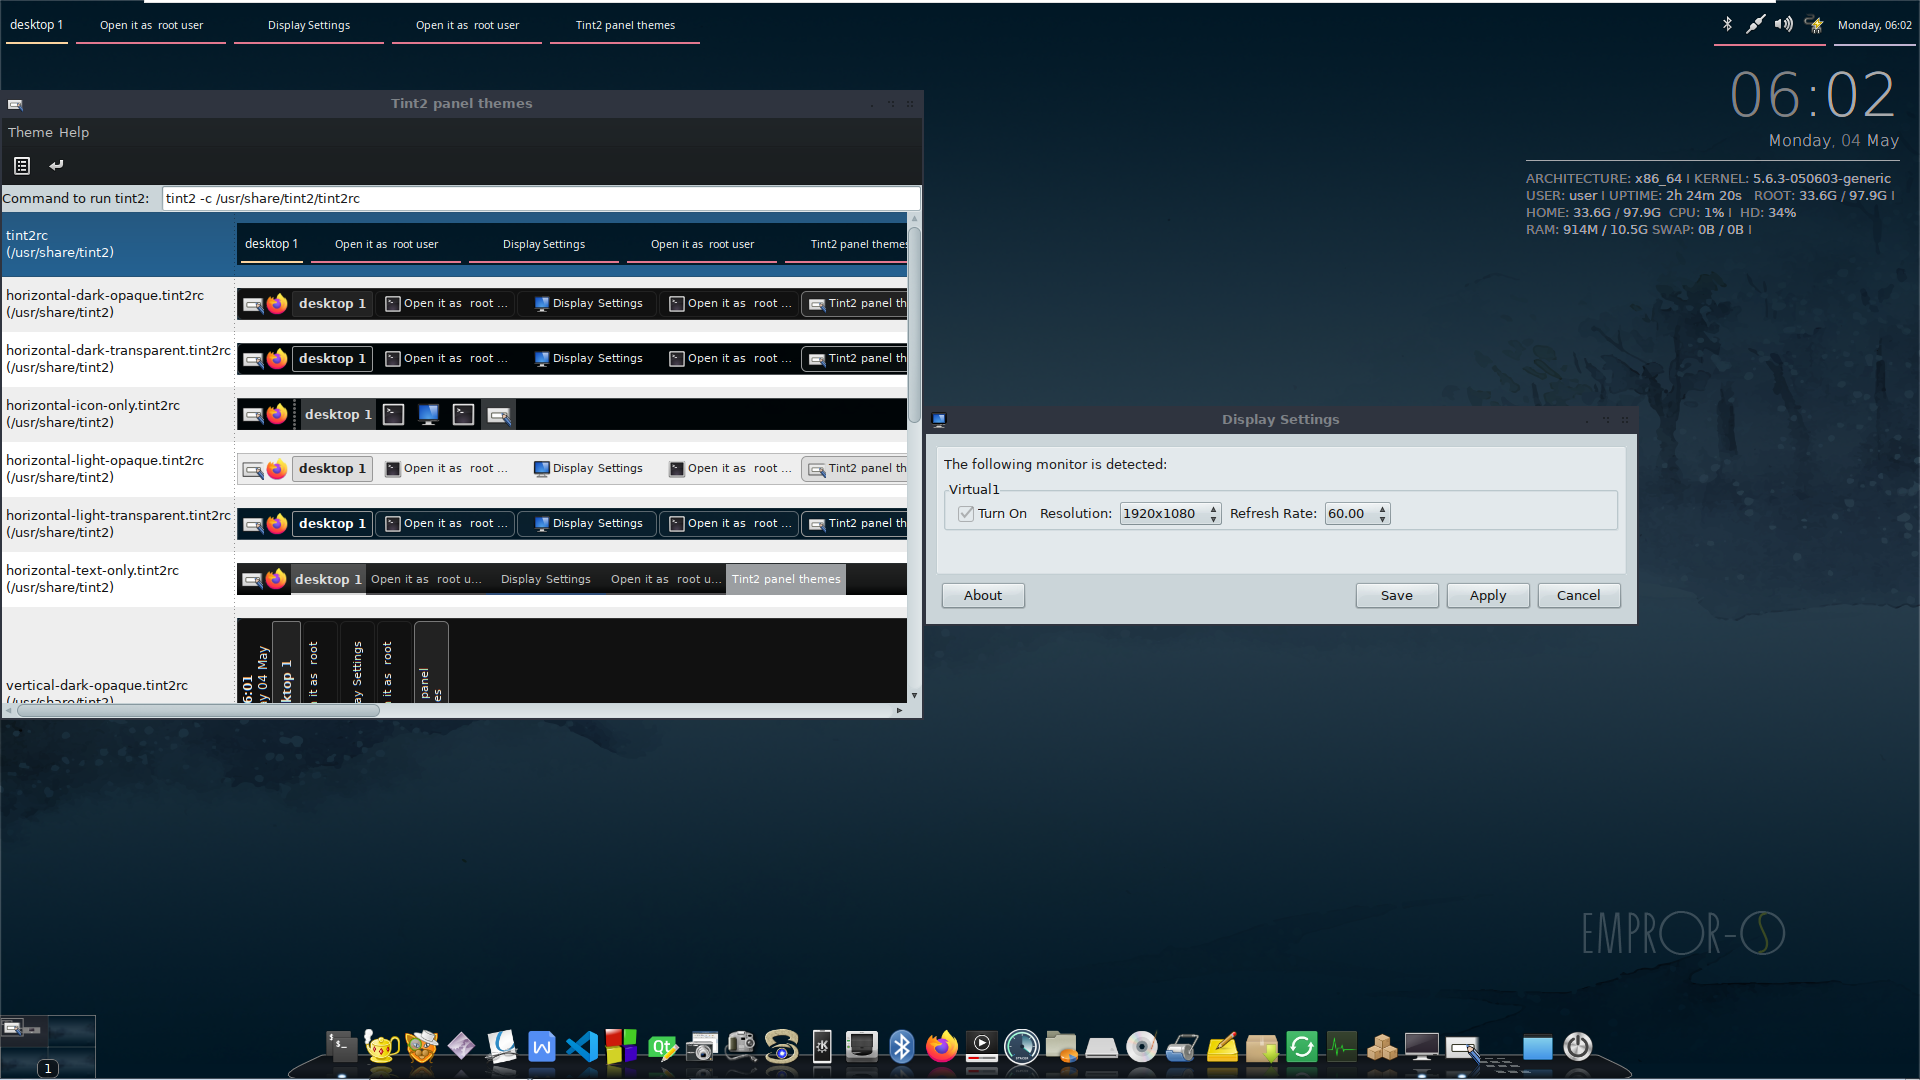 desktop 1 Open it as  root user Display Settings Open it as  root user Tint2 panel themes Monday, 06:02
06:02
Monday, 04 May
ARCHITECTURE: x86_64 I KERNEL: 5.6.3-050603-generic
USER: user I UPTIME: 2h 24m 20s   ROOT: 33.6G / 97.9G I
HOME: 33.6G / 97.9G  CPU: 1% I  HD: 34%
RAM: 914M / 10.5G SWAP: 0B / 0B I
Tint2 panel themes
Theme Help
Command to run tint2: tint2 -c /usr/share/tint2/tint2rc
tint2rc
(/usr/share/tint2)
desktop 1 Open it as  root user Display Settings Open it as  root user Tint2 panel themes
horizontal-dark-opaque.tint2rc
(/usr/share/tint2)
desktop 1 Open it as  root ... Display Settings Open it as  root ... Tint2 panel th
horizontal-dark-transparent.tint2rc
(/usr/share/tint2)
desktop 1 Open it as  root ... Display Settings Open it as  root ... Tint2 panel th
horizontal-icon-only.tint2rc
(/usr/share/tint2)
desktop 1
horizontal-light-opaque.tint2rc
(/usr/share/tint2)
desktop 1 Open it as  root ... Display Settings Open it as  root ... Tint2 panel th
horizontal-light-transparent.tint2rc
(/usr/share/tint2)
desktop 1 Open it as  root ... Display Settings Open it as  root ... Tint2 panel th
horizontal-text-only.tint2rc
(/usr/share/tint2)
desktop 1 Open it as  root u... Display Settings Open it as  root u... Tint2 panel themes
vertical-dark-opaque.tint2rc
(/usr/share/tint2)
6:01
y 04 May
ktop 1
it as  root
ay Settings
it as  root
panel
es
Display Settings
The following monitor is detected:
Virtual1
Turn On Resolution: 1920x1080 Refresh Rate: 60.00
About Save Apply Cancel
EMPROR-OS
1
$_
Qt